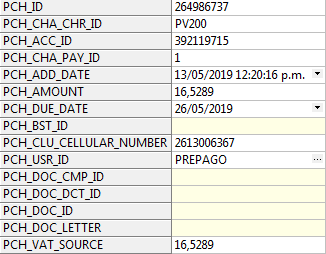 PCH_ID 264986737
PCH_CHA_CHR_ID PV200
PCH_ACC_ID 392119715
PCH_CHA_PAY_ID 1
PCH_ADD_DATE 13/05/2019 12:20:16 p.m.
PCH_AMOUNT 16,5289
PCH_DUE_DATE 26/05/2019
PCH_BST_ID
PCH_CLU_CELLULAR_NUMBER 2613006367
PCH_USR_ID PREPAGO ...
PCH_DOC_CMP_ID
PCH_DOC_DCT_ID
PCH_DOC_ID
PCH_DOC_LETTER
PCH_VAT_SOURCE 16,5289